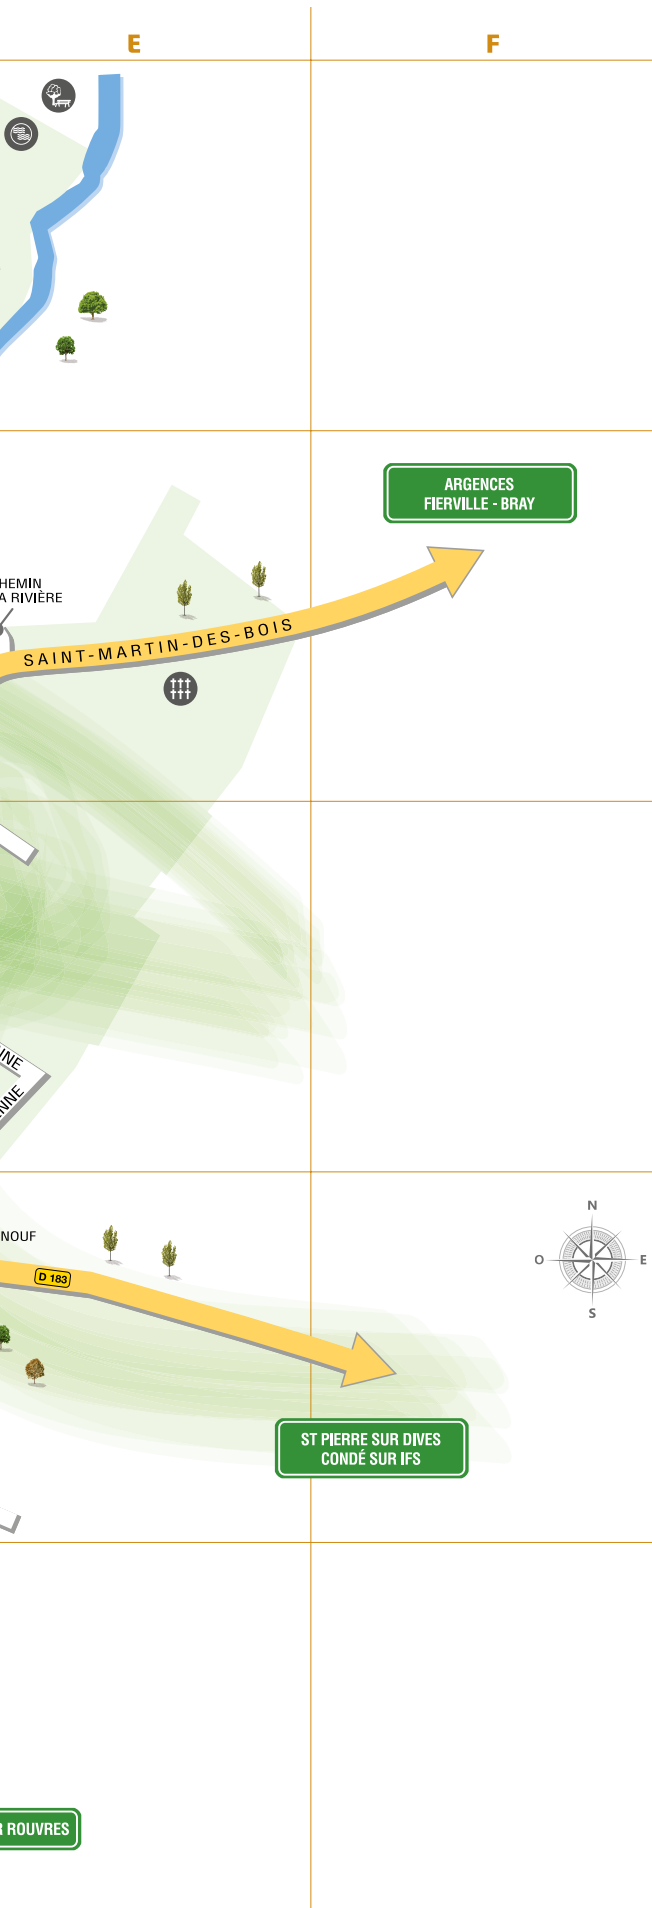 E
F
ARGENCES
FIERVILLE - BRAY
HEMIN
A RIVIÈRE
SAINT-MARTIN-DES-BOIS
NNE
N
O
E
S
NOUF
D 183
ST PIERRE SUR DIVES
CONDÉ SUR IFS
R ROUVRES